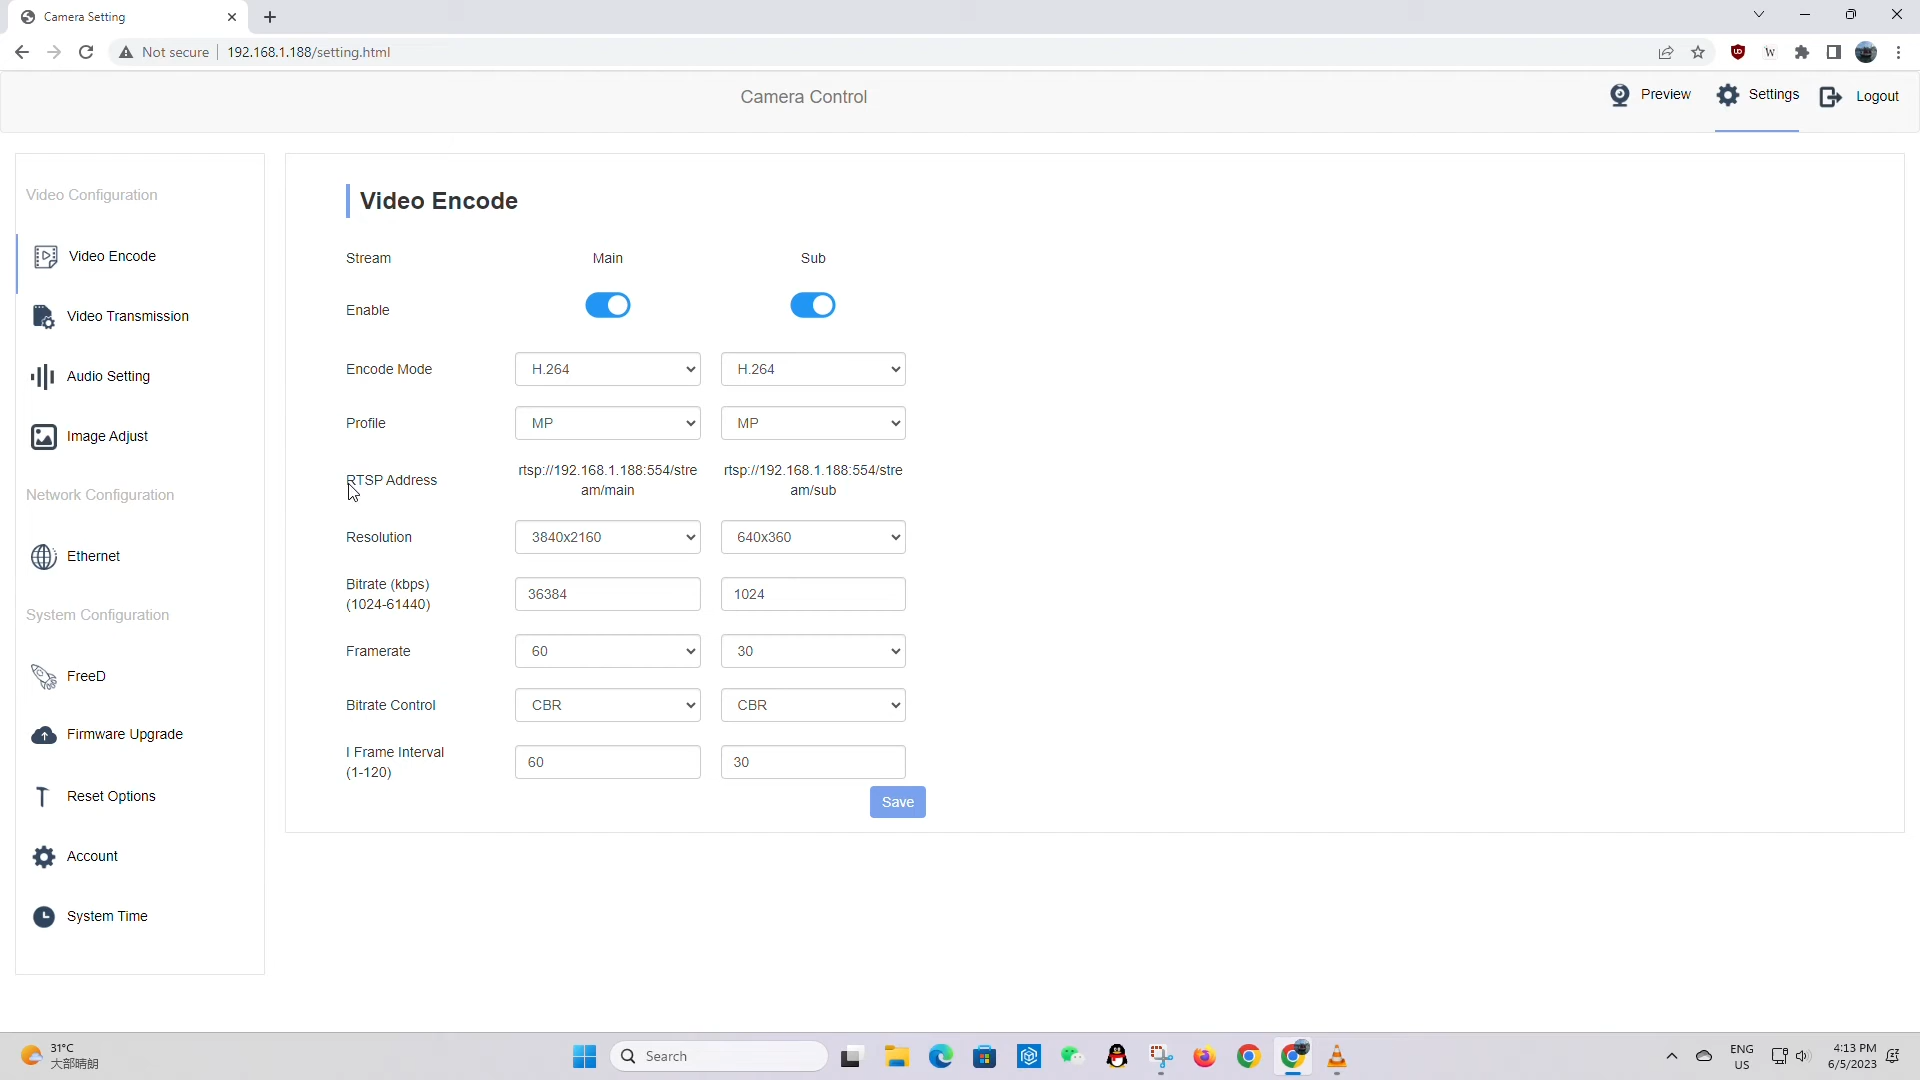 Camera Setting
Not secure
192.168.1.188/setting.html
Camera Control
Preview
Settings
Logout
Video Configuration
Video Encode
Video Transmission
Audio Setting
Image Adjust
Network Configuration
Ethernet
System Configuration
FreeD
Firmware Upgrade
Reset Options
Account
System Time
Video Encode
Stream Main Sub
Enable
Encode Mode H.264 H.264
Profile MP MP
RTSP Address
rtsp://192.168.1.188:554/stre
am/main
rtsp://192.168.1.188:554/stre
am/sub
Resolution 3840x2160 640x360
Bitrate (kbps)
(1024-61440)
36384 1024
Framerate 60 30
Bitrate Control CBR CBR
I Frame Interval
(1-120)
60 30
Save
31°C
大部晴朗
Search
ENG
US
4:13 PM
6/5/2023